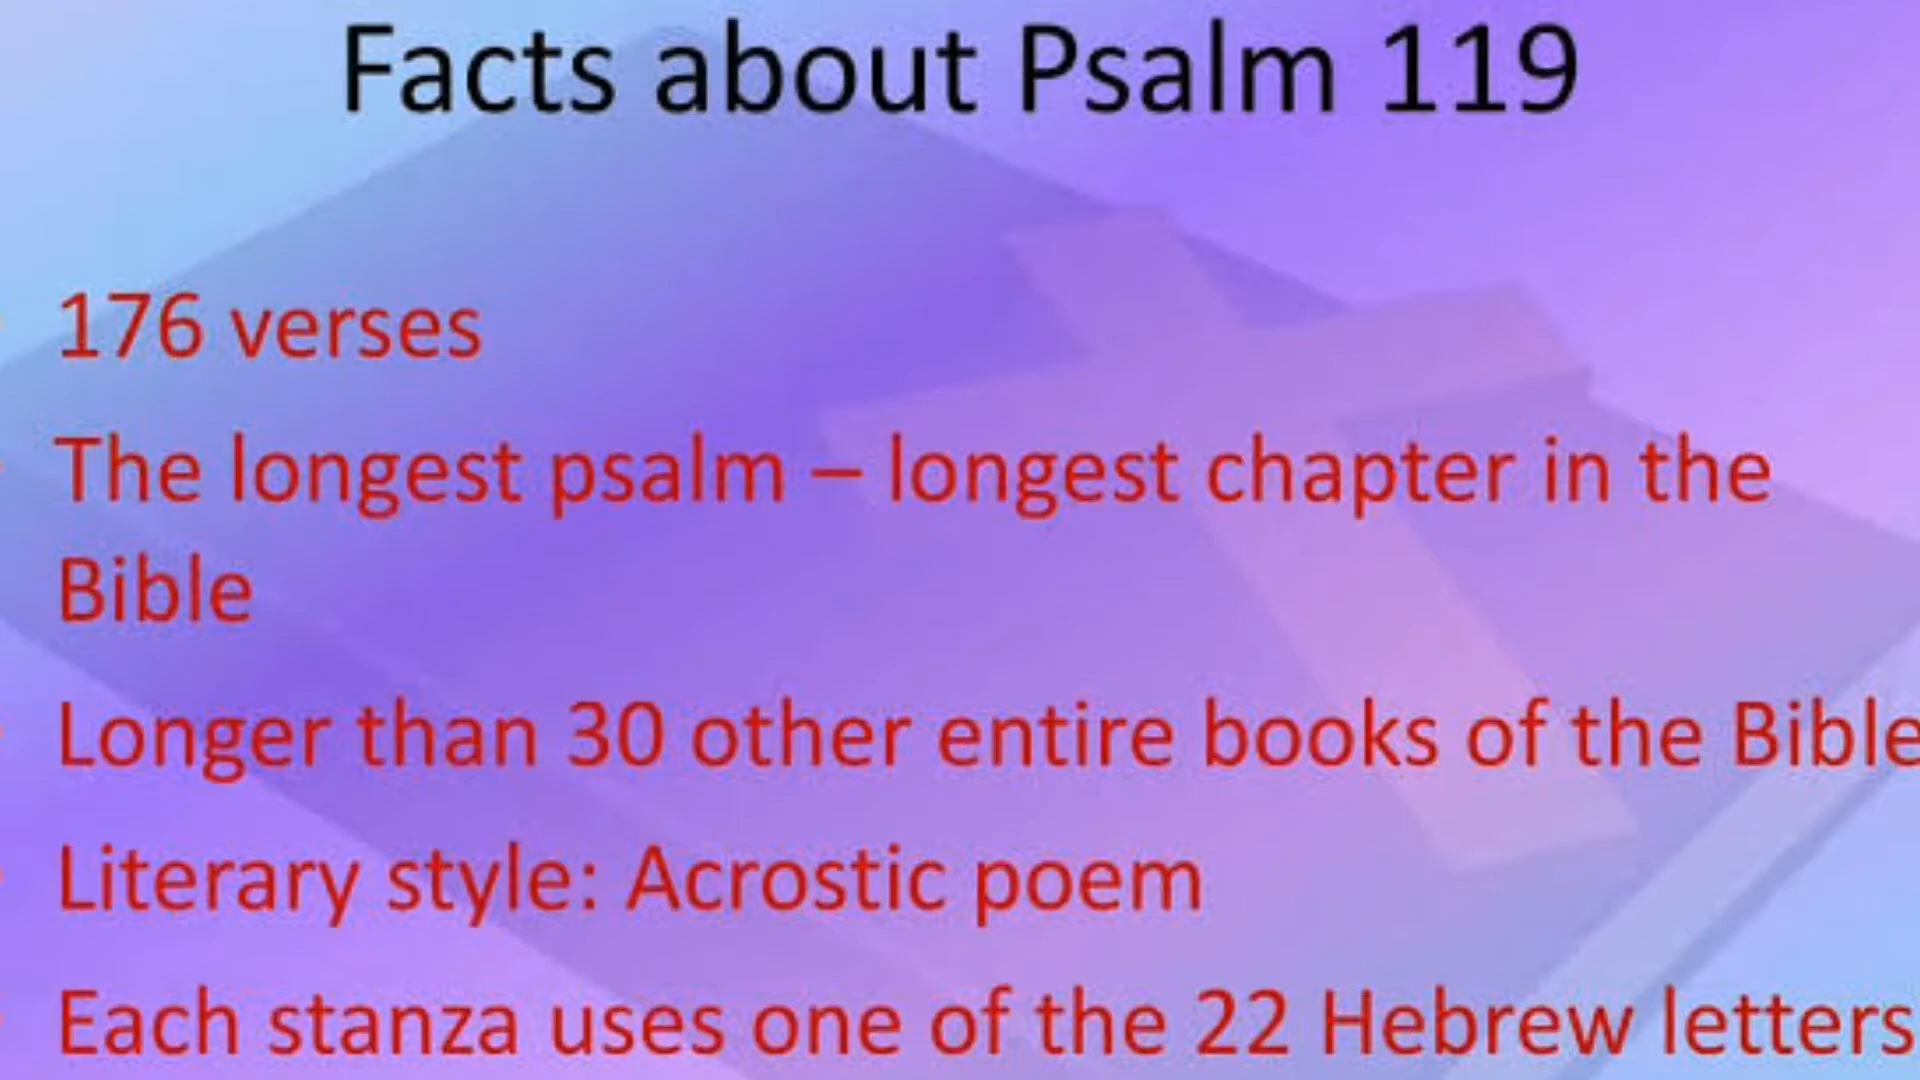 Facts about Psalm 119
176 verses
The longest psalm – longest chapter in the
Bible
Longer than 30 other entire books of the Bible
Literary style: Acrostic poem
Each stanza uses one of the 22 Hebrew letters